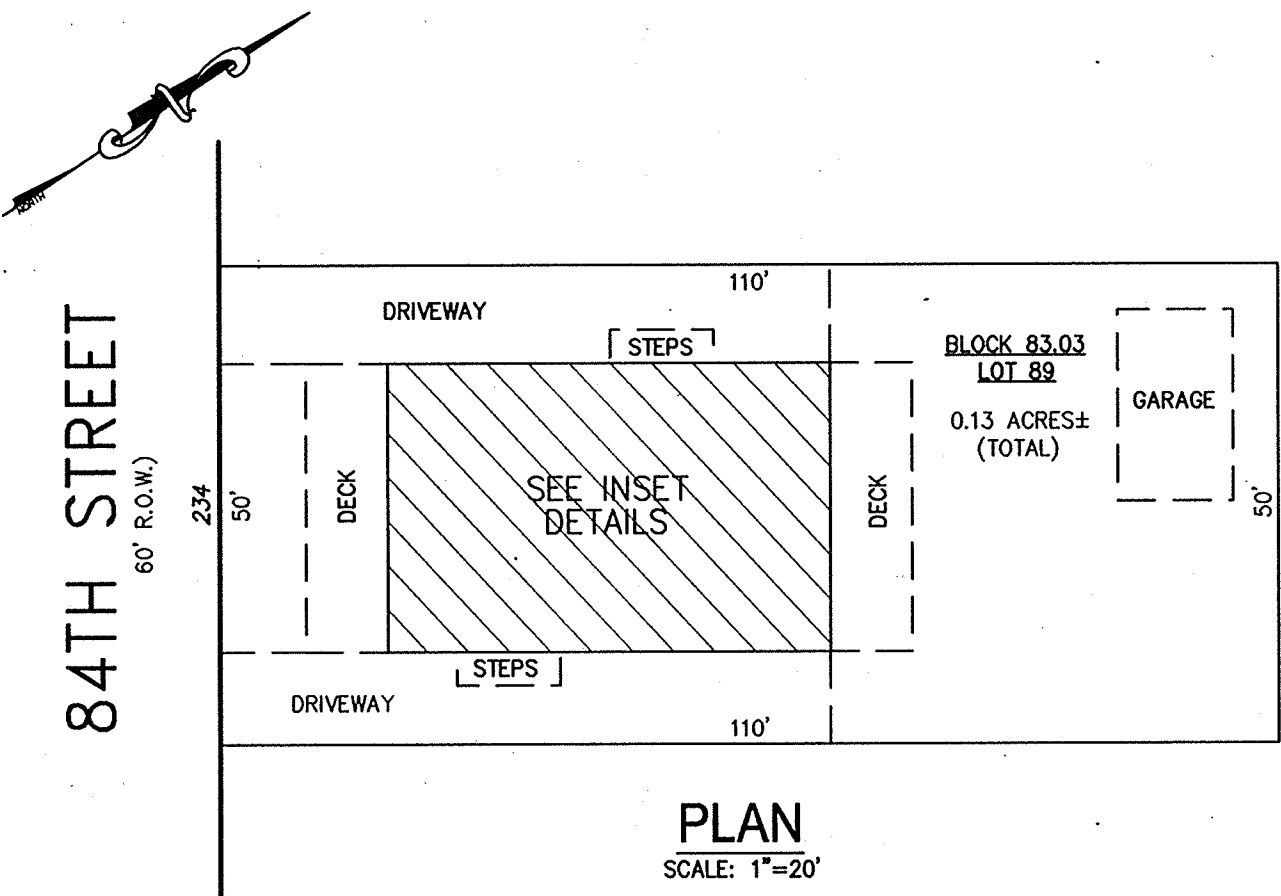 NORTH
84TH STREET
60' R.O.W.)
234
50'
110'
DRIVEWAY
STEPS
BLOCK 83.03
LOT 89
0.13 ACRES±
(TOTAL)
GARAGE
DECK
SEE INSET
DETAILS
DECK
50'
STEPS
DRIVEWAY
110'
PLAN
SCALE: 1"=20'